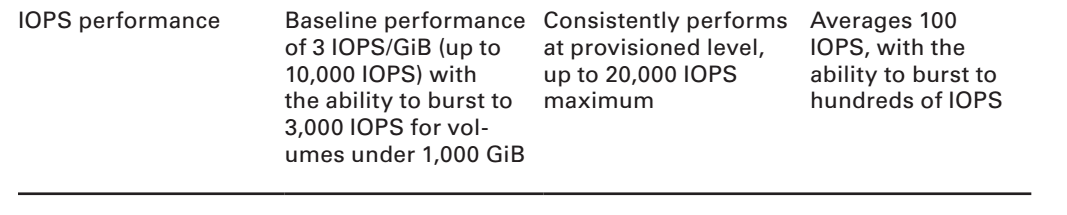 IOPS performance
Baseline performance
of 3 IOPS/GiB (up to
10,000 IOPS) with
the ability to burst to
3,000 IOPS for vol-
umes under 1,000 GiB
Consistently performs
at provisioned level,
up to 20,000 IOPS
maximum
Averages 100
IOPS, with the
ability to burst to
hundreds of IOPS